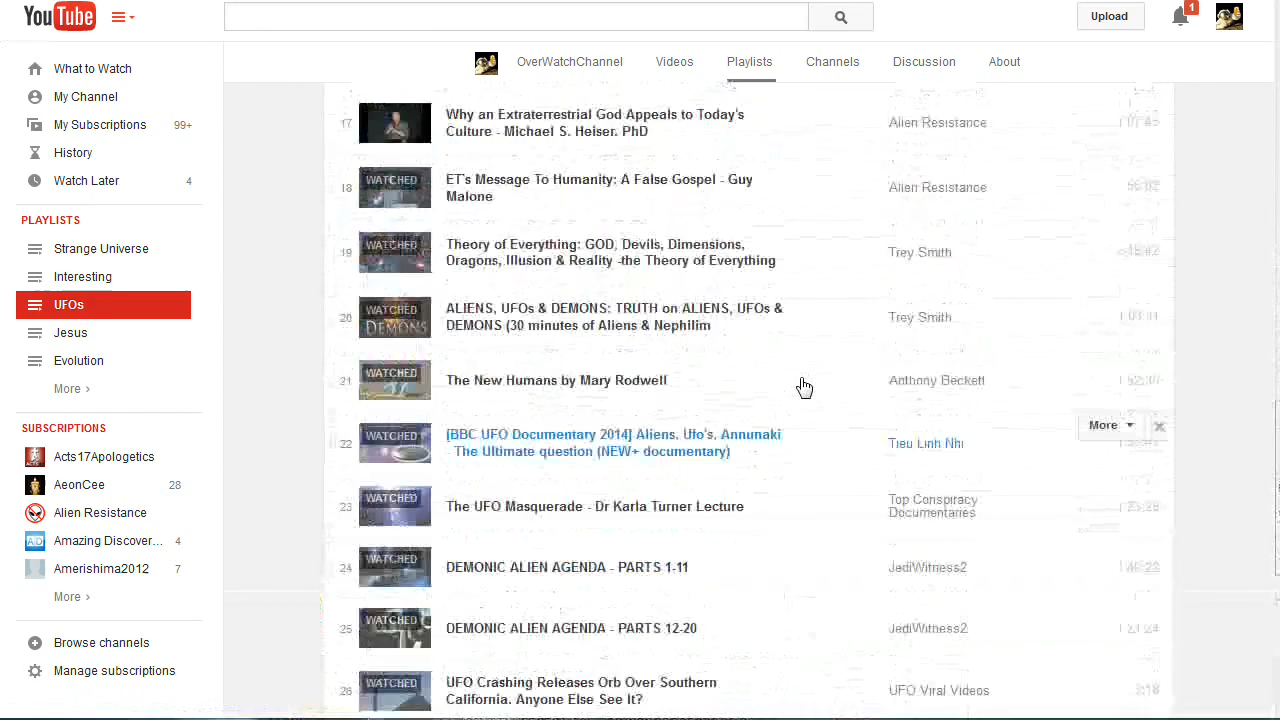 YouTube
Upload
1
OverWatchChannel
Videos
Playlists
Channels
Discussion
About
What to Watch
My Channel
My Subscriptions 99+
History
Watch Later 4
PLAYLISTS
Strange Universe
Interesting
UFOs
Jesus
Evolution
More ›
SUBSCRIPTIONS
Acts17Apologetics
AeonCee 28
Alien Resistance
Amazing Discover... 4
Amerishima2012 7
More ›
Browse channels
Manage subscriptions
17
Why an Extraterrestrial God Appeals to Today's
Culture - Michael S. Heiser, PhD
Alien Resistance
18
WATCHED
ET's Message To Humanity: A False Gospel - Guy
Malone
Alien Resistance
19
WATCHED
Theory of Everything: GOD, Devils, Dimensions,
Dragons, Illusion & Reality -the Theory of Everything
Trey Smith
20
WATCHED
DEMONS
ALIENS, UFOs & DEMONS: TRUTH on ALIENS, UFOs &
DEMONS (30 minutes of Aliens & Nephilim
Trey Smith
21
WATCHED
The New Humans by Mary Rodwell
Anthony Beckett
22
WATCHED
[BBC UFO Documentary 2014] Aliens, Ufo's, Annunaki
The Ultimate question (NEW+ documentary)
Tieu Linh Nhi
More
23
WATCHED
The UFO Masquerade - Dr Karla Turner Lecture
Top Conspiracy
Documentaries
24
WATCHED
DEMONIC ALIEN AGENDA - PARTS 1-11
JediWitness2
25
WATCHED
DEMONIC ALIEN AGENDA - PARTS 12-20
JediWitness2
26
WATCHED
UFO Crashing Releases Orb Over Southern
California. Anyone Else See It?
UFO Viral Videos